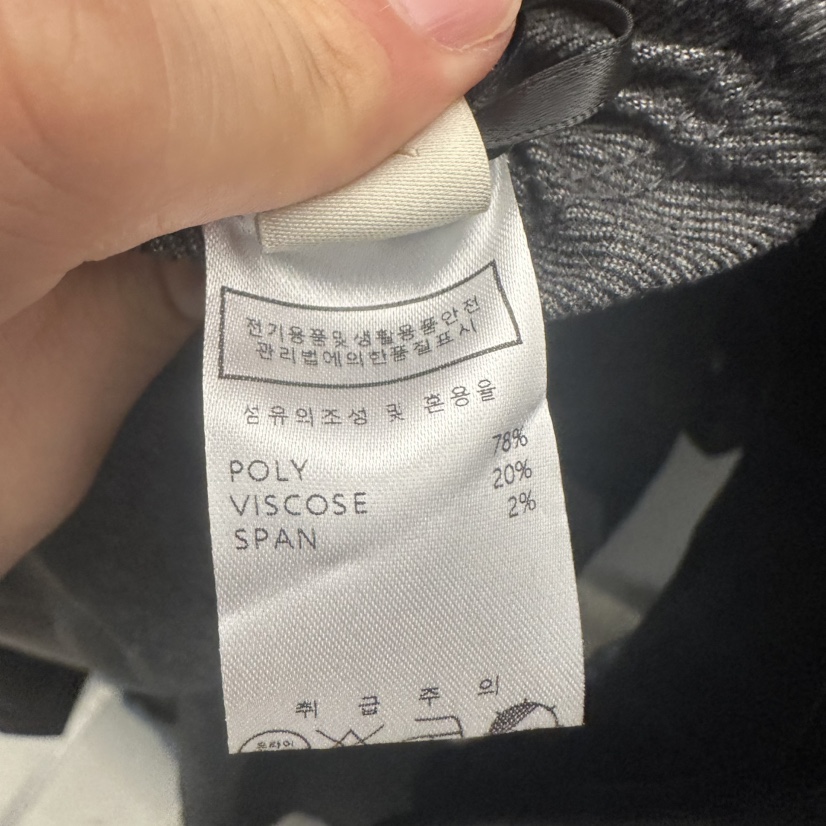 전기용품및생활용품안전
관리법에의한품질표시
섬유의조성 및 혼용율
POLY 78%
VISCOSE 20%
SPAN 2%
취 급 주 의